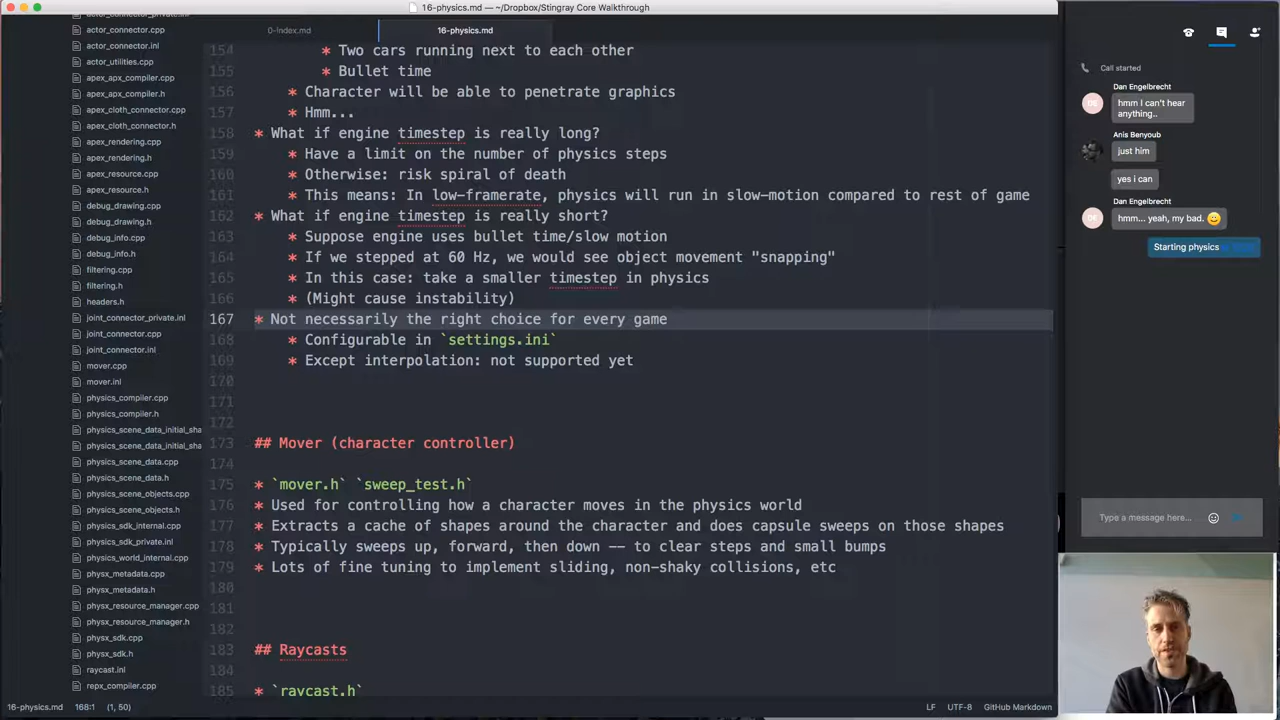 16-physics.md — ~/Dropbox/Stingray Core Walkthrough
0-index.md
16-physics.md
actor_connector.cpp
actor_connector.inl
actor_utilities.cpp
apex_apx_compiler.cpp
apex_apx_compiler.h
apex_cloth_connector.cpp
apex_cloth_connector.h
apex_rendering.cpp
apex_rendering.h
apex_resource.cpp
apex_resource.h
debug_drawing.cpp
debug_drawing.h
debug_info.cpp
debug_info.h
filtering.cpp
filtering.h
headers.h
joint_connector_private.inl
joint_connector.cpp
joint_connector.inl
mover.cpp
mover.inl
physics_compiler.cpp
physics_compiler.h
physics_scene_data_initial_sha
physics_scene_data_initial_sha
physics_scene_data.cpp
physics_scene_data.h
physics_scene_objects.cpp
physics_scene_objects.h
physics_sdk_internal.cpp
physics_sdk_private.inl
physics_world_internal.cpp
physx_metadata.cpp
physx_metadata.h
physx_resource_manager.cpp
physx_resource_manager.h
physx_sdk.cpp
physx_sdk.h
raycast.inl
repx_compiler.cpp
154 * Two cars running next to each other
155 * Bullet time
156 * Character will be able to penetrate graphics
157 * Hmm...
158 * What if engine timestep is really long?
159 * Have a limit on the number of physics steps
160 * Otherwise: risk spiral of death
161 * This means: In low-framerate, physics will run in slow-motion compared to rest of game
162 * What if engine timestep is really short?
163 * Suppose engine uses bullet time/slow motion
164 * If we stepped at 60 Hz, we would see object movement "snapping"
165 * In this case: take a smaller timestep in physics
166 * (Might cause instability)
167 * Not necessarily the right choice for every game
168 * Configurable in `settings.ini`
169 * Except interpolation: not supported yet
170
171
172
173 ## Mover (character controller)
174
175 * `mover.h` `sweep_test.h`
176 * Used for controlling how a character moves in the physics world
177 * Extracts a cache of shapes around the character and does capsule sweeps on those shapes
178 * Typically sweeps up, forward, then down -- to clear steps and small bumps
179 * Lots of fine tuning to implement sliding, non-shaky collisions, etc
180
181
182
183 ## Raycasts
184
185 * `raycast.h`
16-physics.md 168:1 (1, 50)
LF UTF-8 GitHub Markdown
Call started
Dan Engelbrecht
DE
hmm I can't hear
anything..
Anis Benyoub
just him
yes i can
Dan Engelbrecht
DE
hmm... yeah, my bad.
Starting physics
Type a message here...